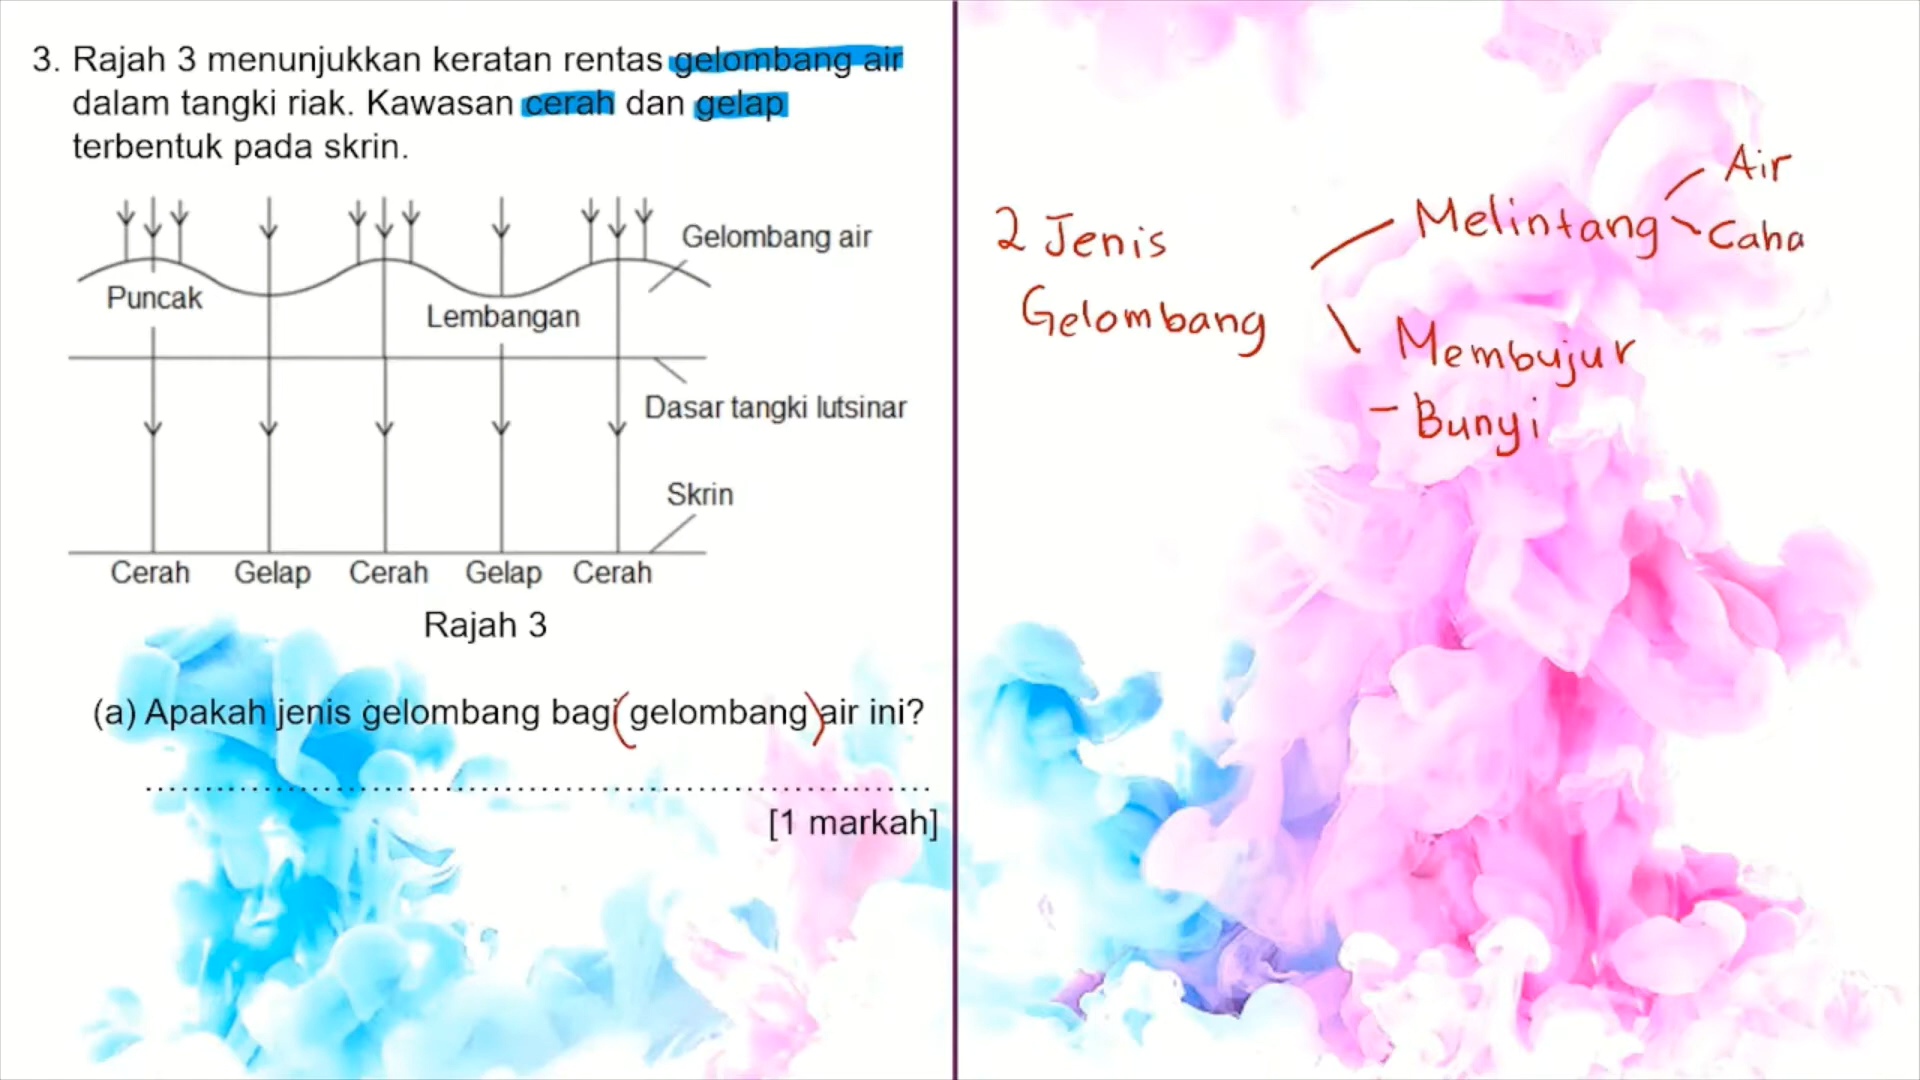 3. Rajah 3 menunjukkan keratan rentas gelombang air
dalam tangki riak. Kawasan cerah dan gelap
terbentuk pada skrin.
Gelombang air
Puncak
Lembangan
Dasar tangki lutsinar
Skrin
Cerah Gelap Cerah Gelap Cerah
Rajah 3
(a) Apakah jenis gelombang bagi (gelombang) air ini?
[1 markah]
2 Jenis
Gelombang
Melintang
Air
Caha
Membujur
- Bunyi